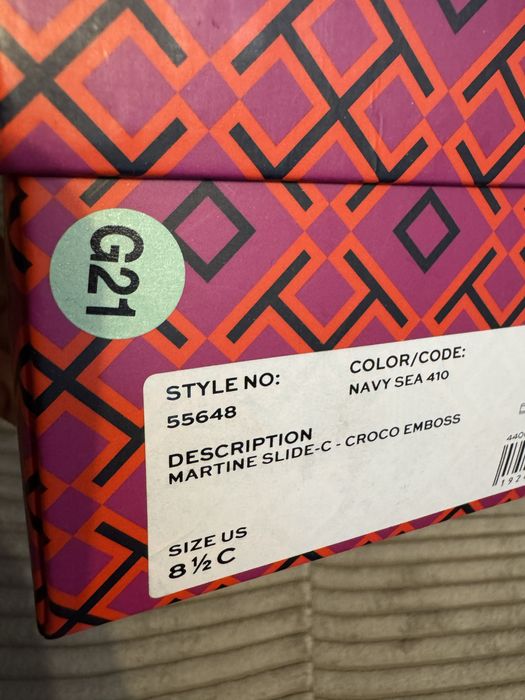 G21
STYLE NO:
55648
COLOR/CODE:
NAVY SEA 410
DESCRIPTION
MARTINE SLIDE-C - CROCO EMBOSS
SIZE US
8 ½ C